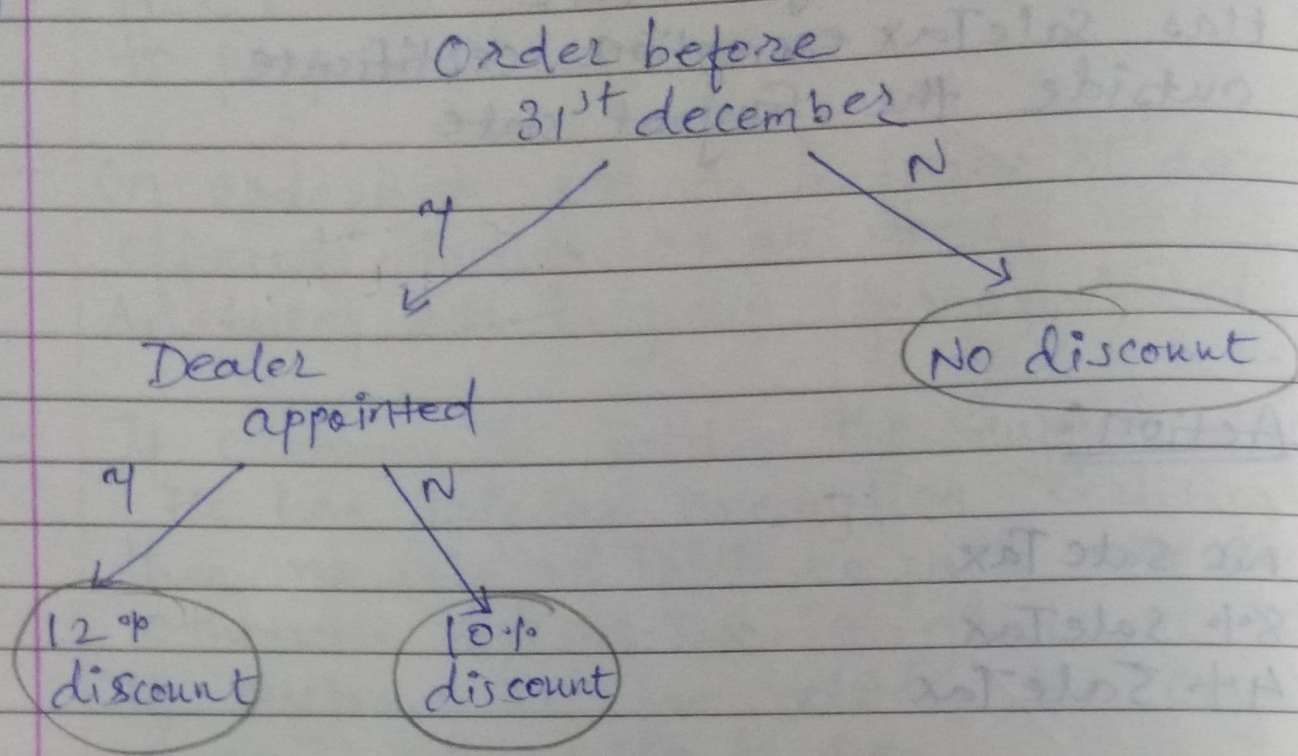 Order before
31st december
Y
N
Dealer
appointed
No discount
Y
N
12%
discount
10%
discount